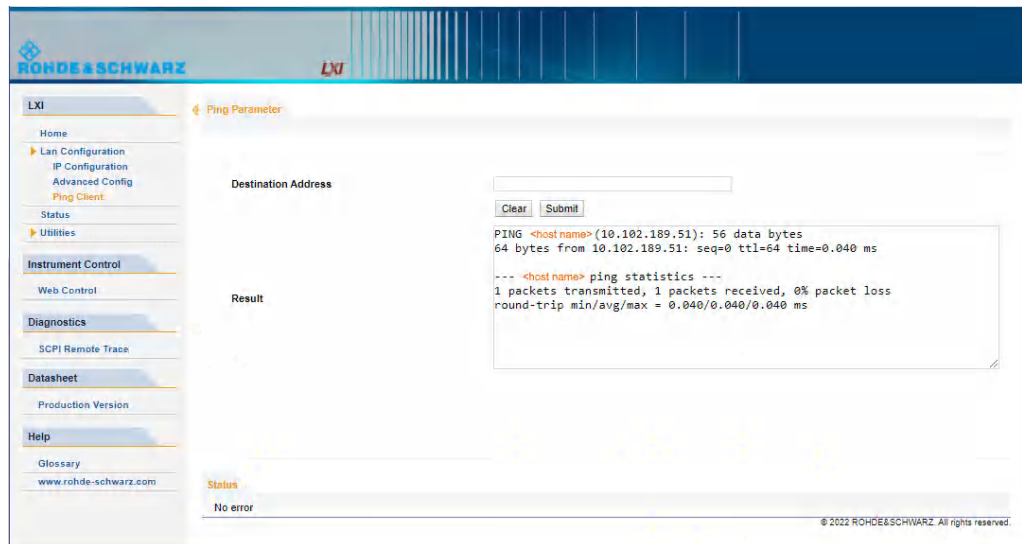 ROHDE&SCHWARZ
LXI
LXI
Home
Lan Configuration
IP Configuration
Advanced Config
Ping Client
Status
Utilities
Instrument Control
Web Control
Diagnostics
SCPI Remote Trace
Datasheet
Production Version
Help
Glossary
www.rohde-schwarz.com
Ping Parameter
Destination Address
Clear Submit
Result
PING <host name>(10.102.189.51): 56 data bytes
64 bytes from 10.102.189.51: seq=0 ttl=64 time=0.040 ms
--- <host name> ping statistics ---
1 packets transmitted, 1 packets received, 0% packet loss
round-trip min/avg/max = 0.040/0.040/0.040 ms
Status
No error
© 2022 ROHDE&SCHWARZ. All rights reserved.